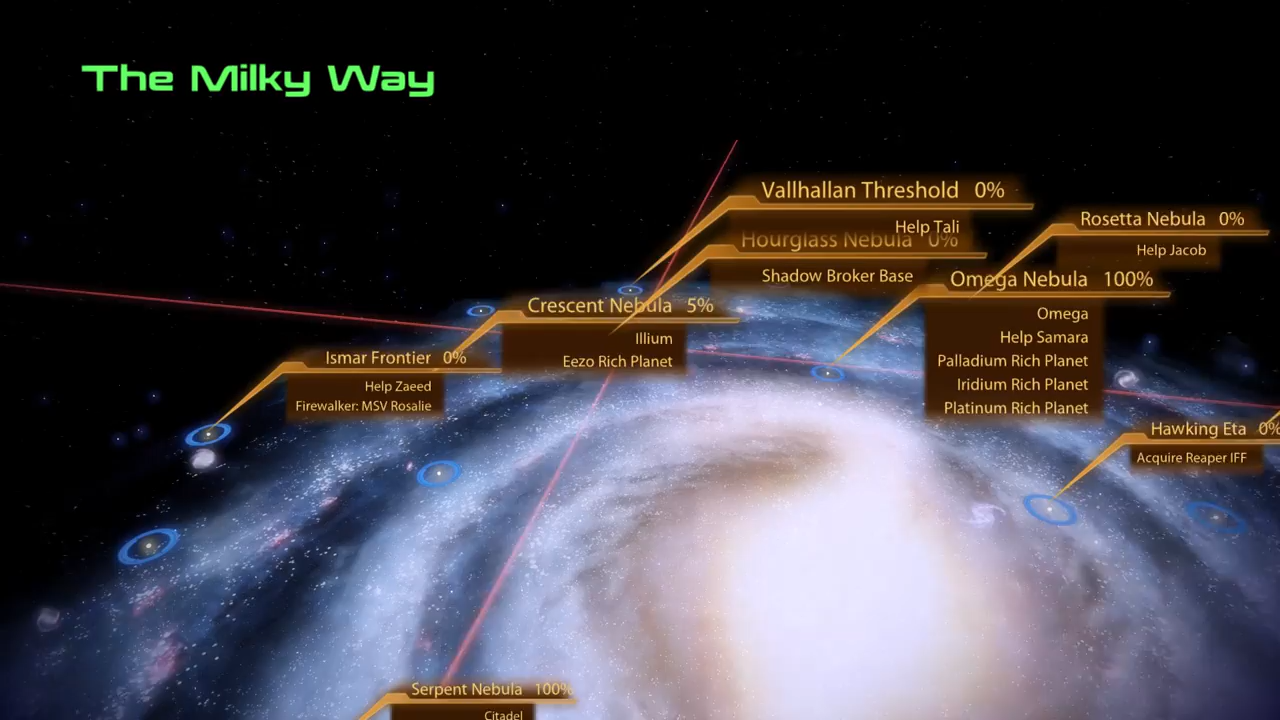 The Milky Way
Vallhallan Threshold 0%
Help Tali
Hourglass Nebula 0%
Shadow Broker Base
Rosetta Nebula 0%
Help Jacob
Omega Nebula 100%
Omega
Help Samara
Palladium Rich Planet
Iridium Rich Planet
Platinum Rich Planet
Crescent Nebula 5%
Illium
Eezo Rich Planet
Ismar Frontier 0%
Help Zaeed
Firewalker: MSV Rosalie
Hawking Eta 0%
Acquire Reaper IFF
Serpent Nebula 100%
Citadel